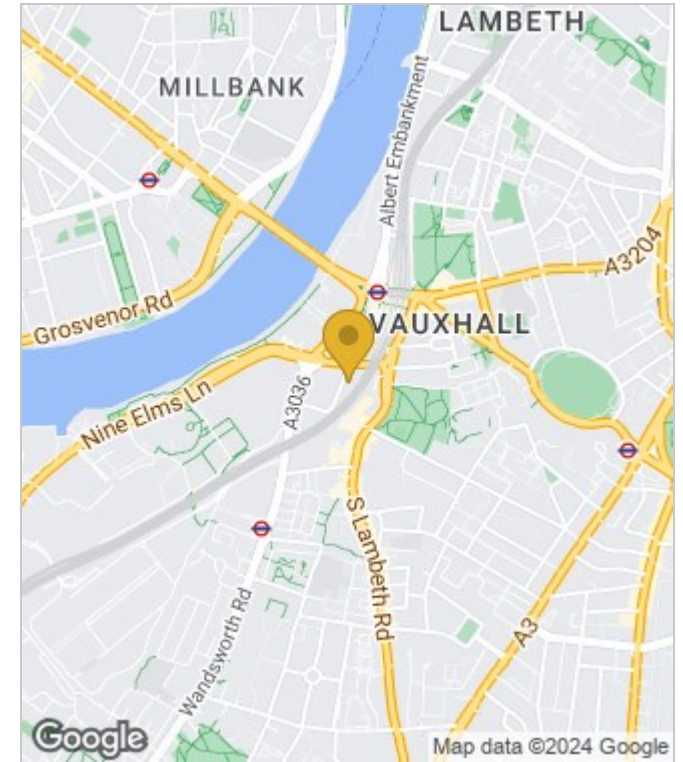 LAMBETH
MILLBANK
Albert Embankment
A3204
Grosvenor Rd
VAUXHALL
Nine Elms Ln
A3036
S Lambeth Rd
Wandsworth Rd
A3
Google
Map data ©2024 Google